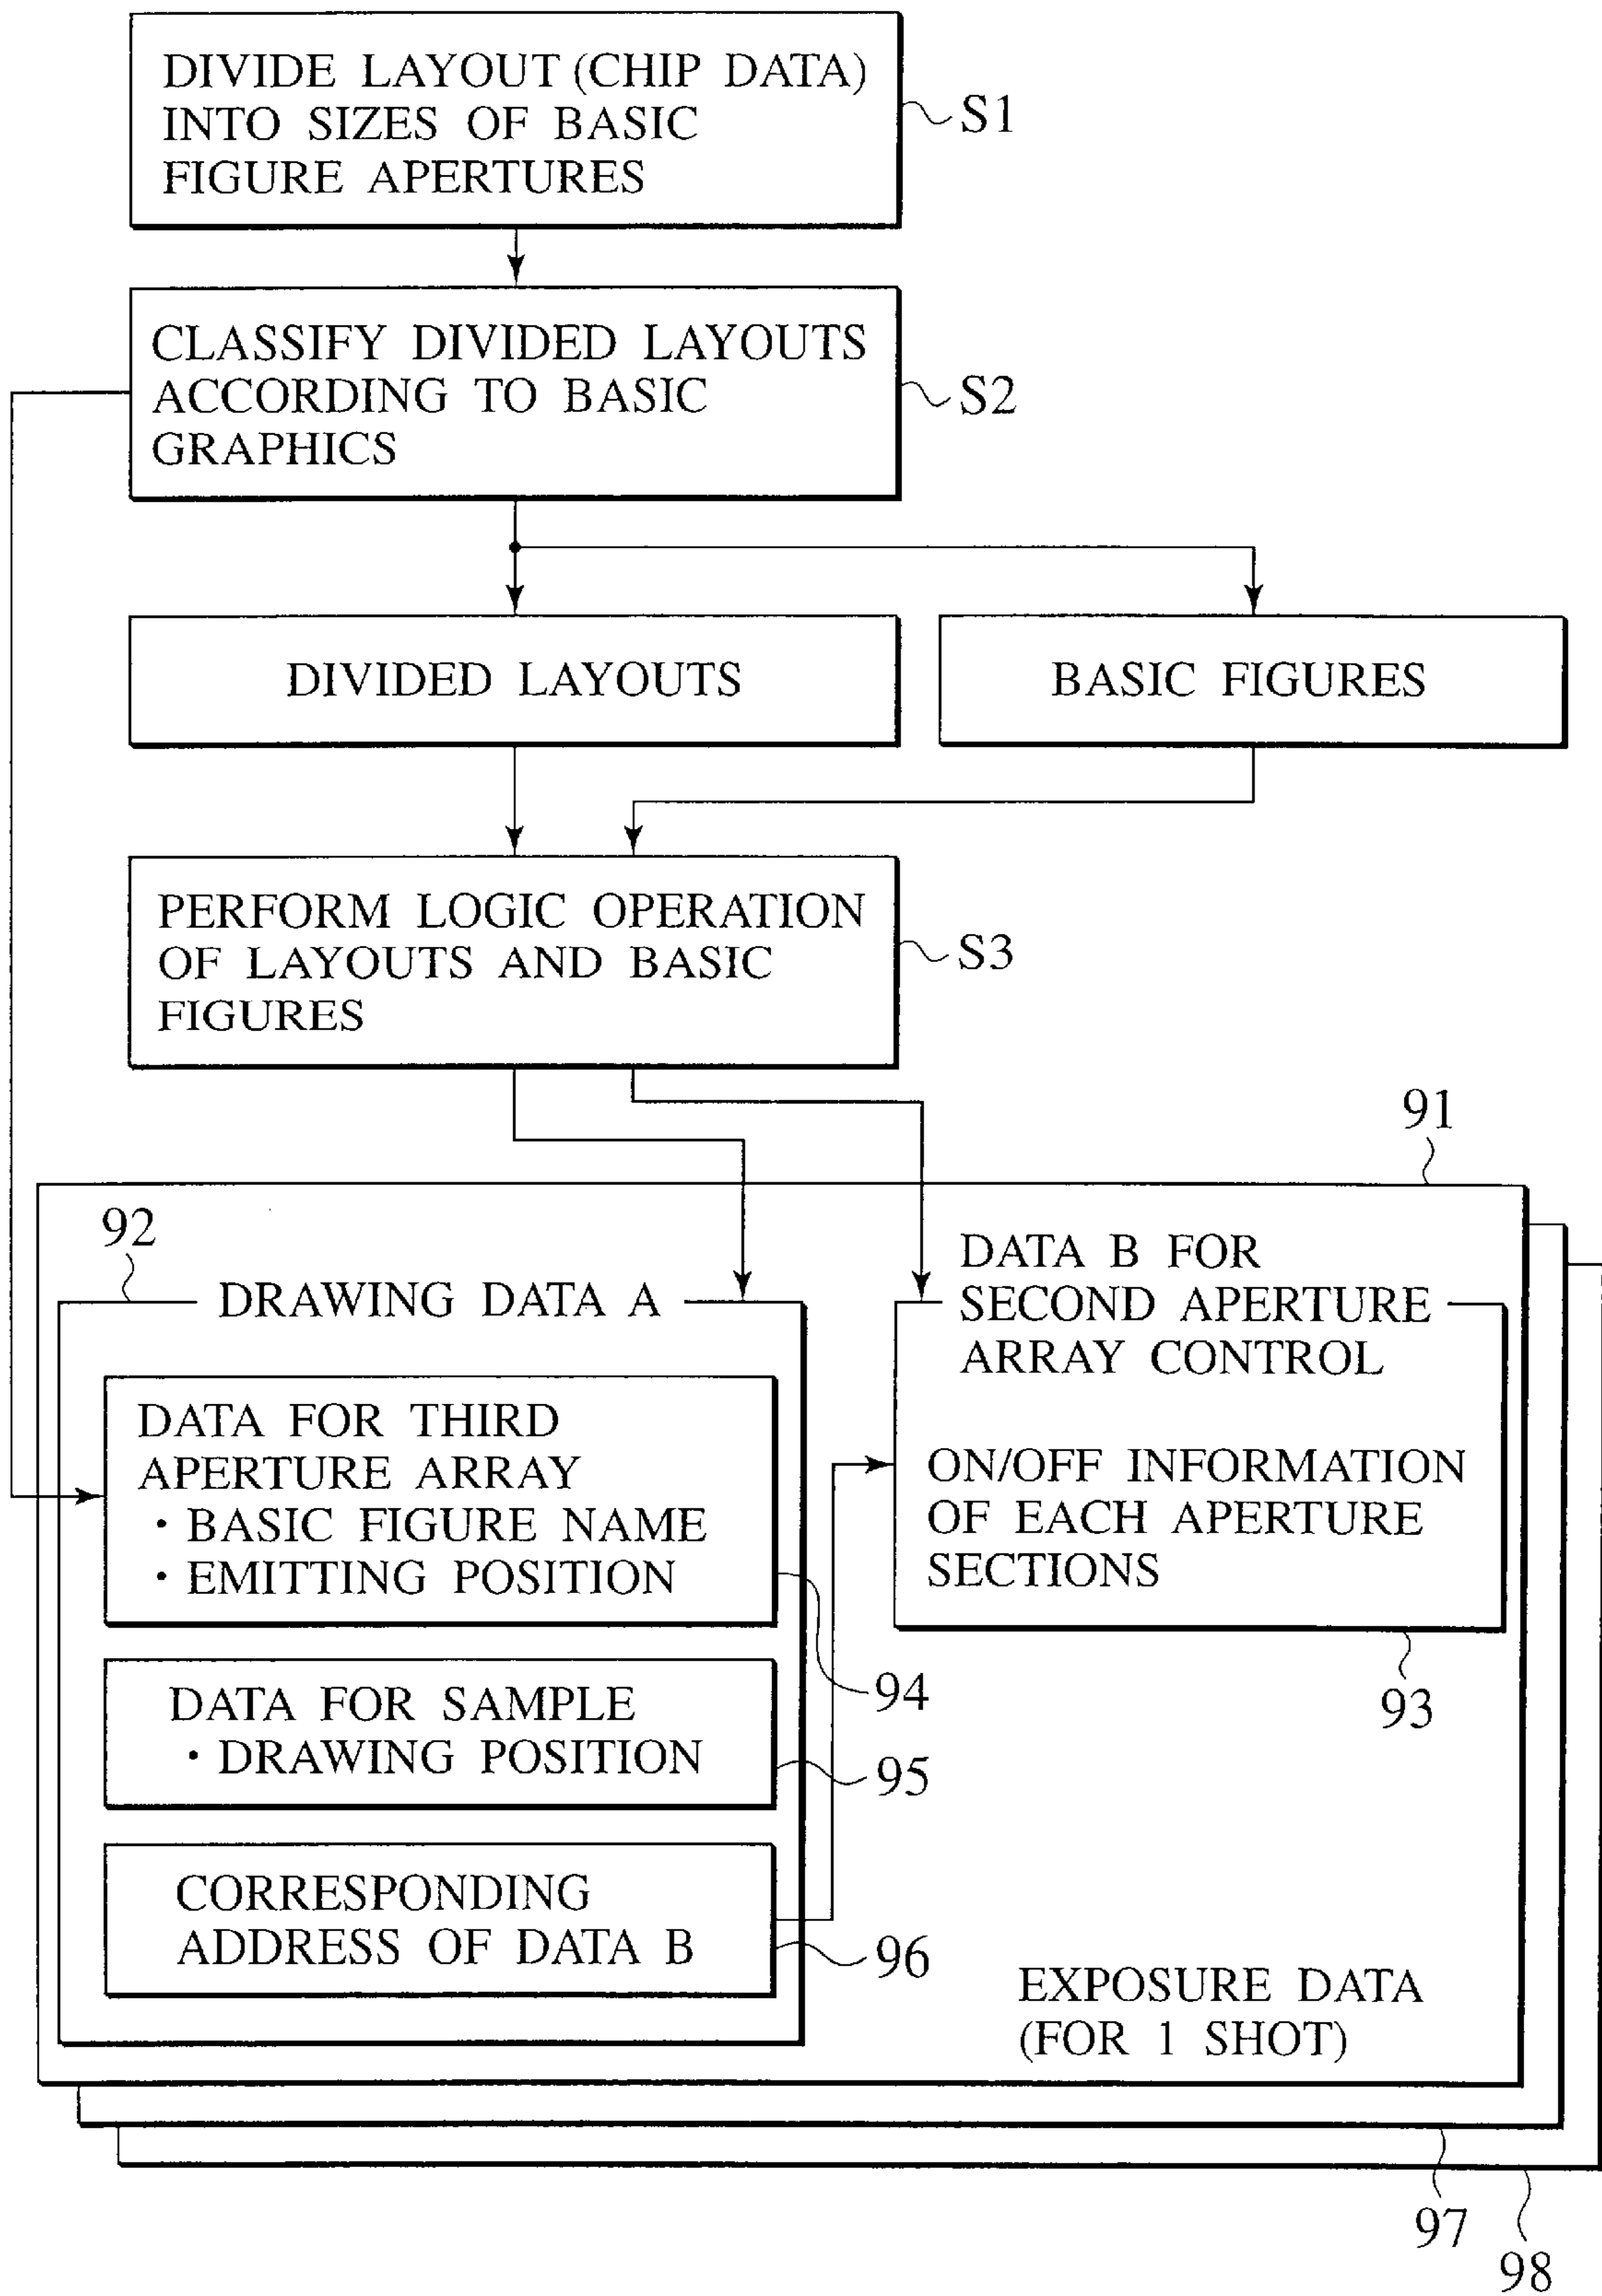 DIVIDE LAYOUT (CHIP DATA)
INTO SIZES OF BASIC
FIGURE APERTURES
S1
CLASSIFY DIVIDED LAYOUTS
ACCORDING TO BASIC
GRAPHICS
S2
DIVIDED LAYOUTS
BASIC FIGURES
PERFORM LOGIC OPERATION
OF LAYOUTS AND BASIC
FIGURES
S3
91
92
DRAWING DATA A
DATA FOR THIRD
APERTURE ARRAY
・BASIC FIGURE NAME
・EMITTING POSITION
94
DATA FOR SAMPLE
・DRAWING POSITION
95
CORRESPONDING
ADDRESS OF DATA B
96
DATA B FOR
SECOND APERTURE
ARRAY CONTROL
ON/OFF INFORMATION
OF EACH APERTURE
SECTIONS
93
EXPOSURE DATA
(FOR 1 SHOT)
97
98